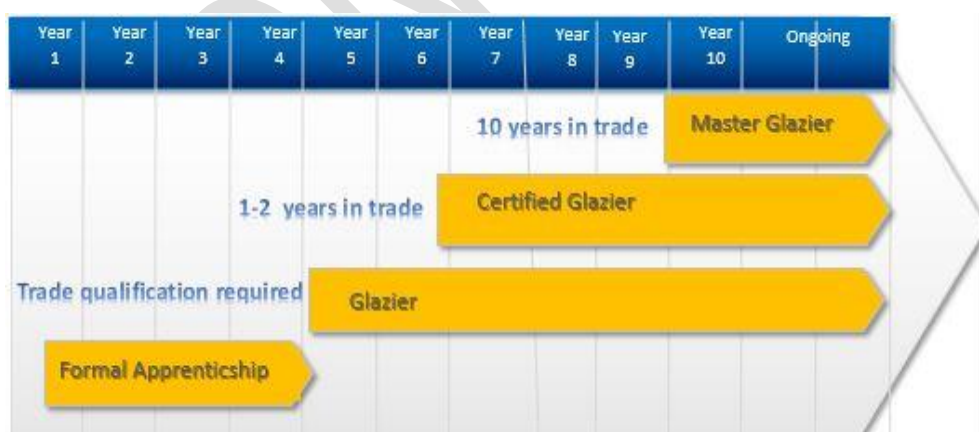 Year 1
Year 2
Year 3
Year 4
Year 5
Year 6
Year 7
Year 8
Year 9
Year 10
Ongoing
10 years in trade
Master Glazier
1-2 years in trade
Certified Glazier
Trade qualification required
Glazier
Formal Apprenticship